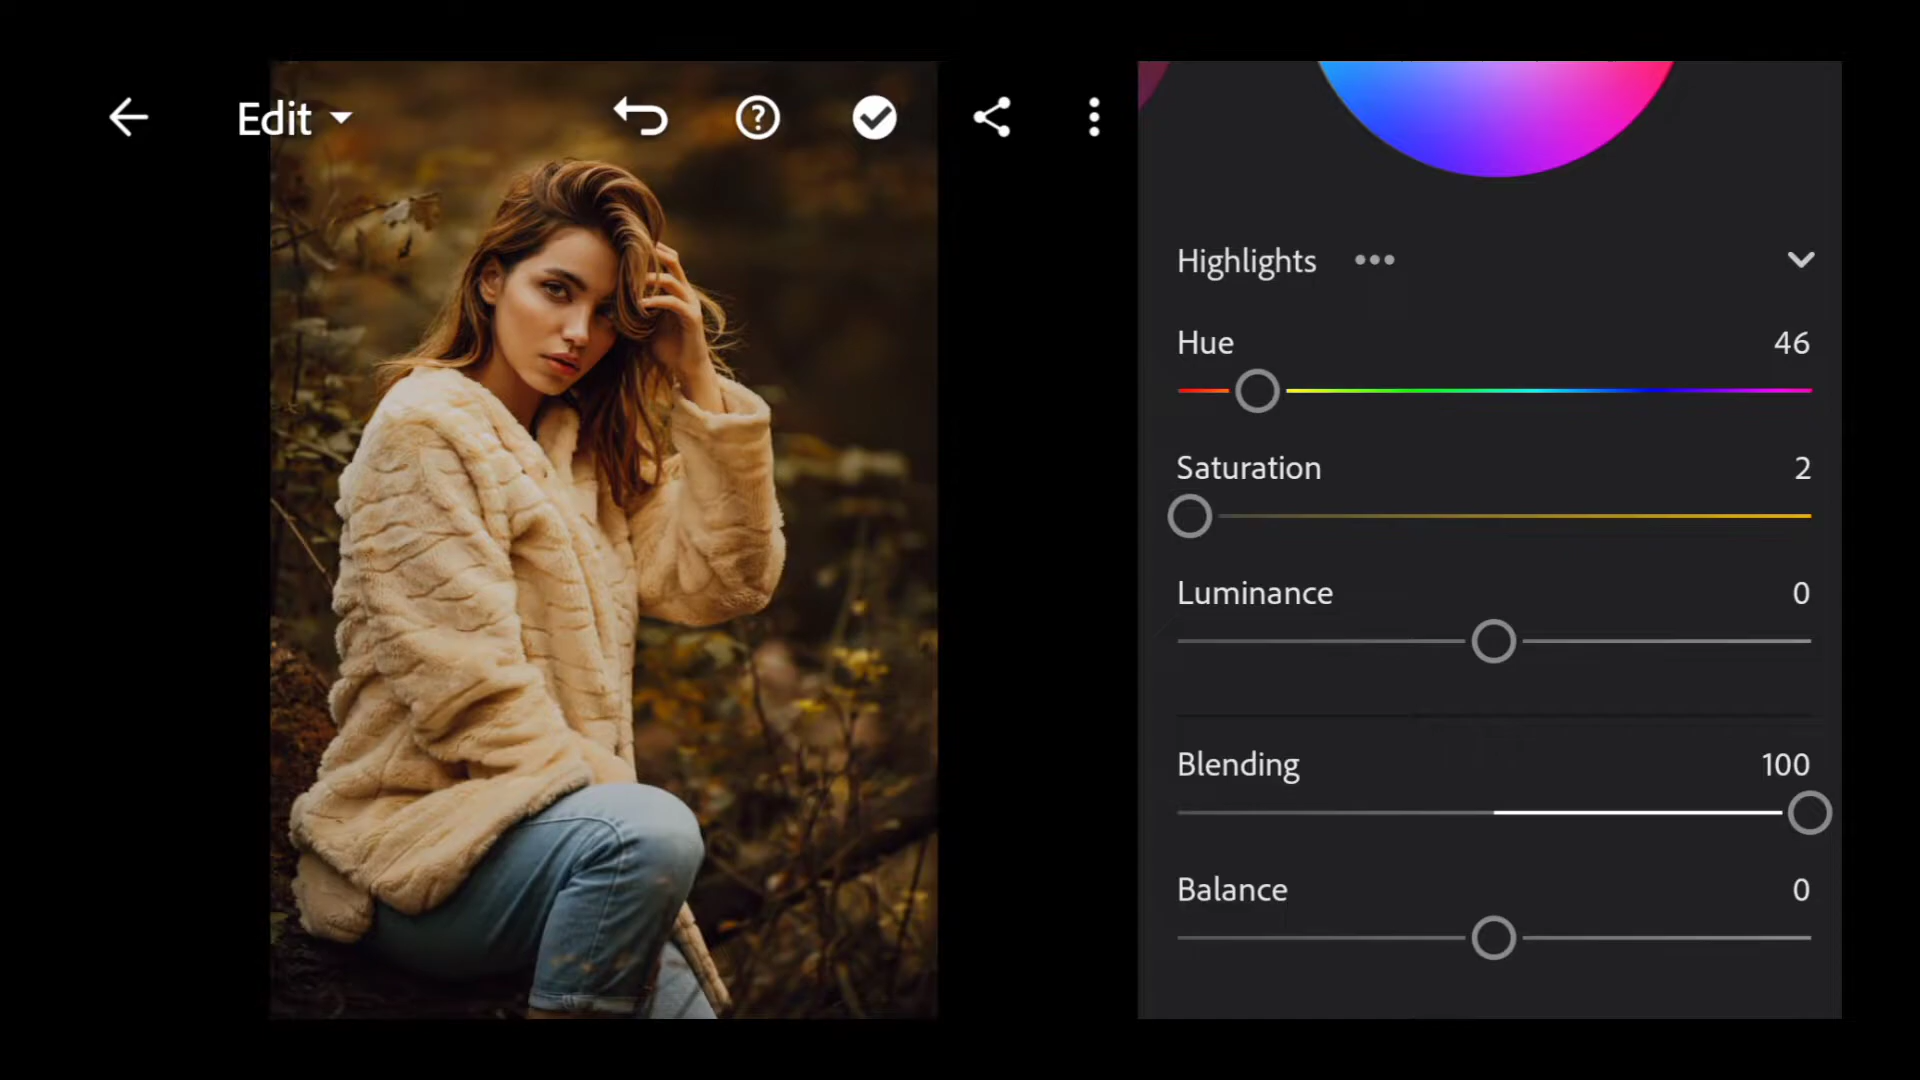 Edit
Highlights
Hue 46
Saturation 2
Luminance 0
Blending 100
Balance 0